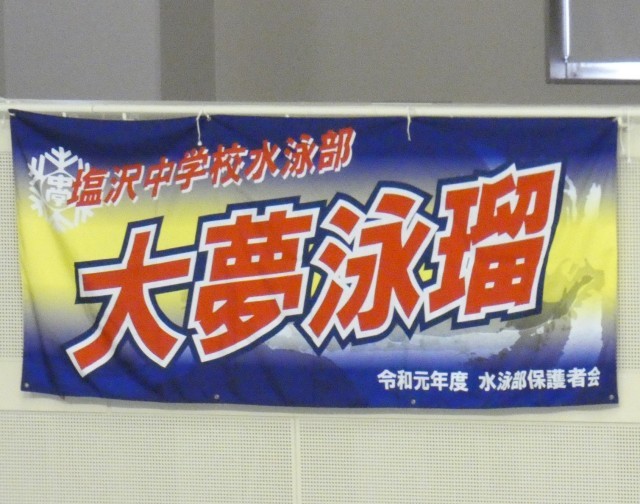 塩沢中学校水泳部
大夢泳瑠
令和元年度 水泳部保護者会